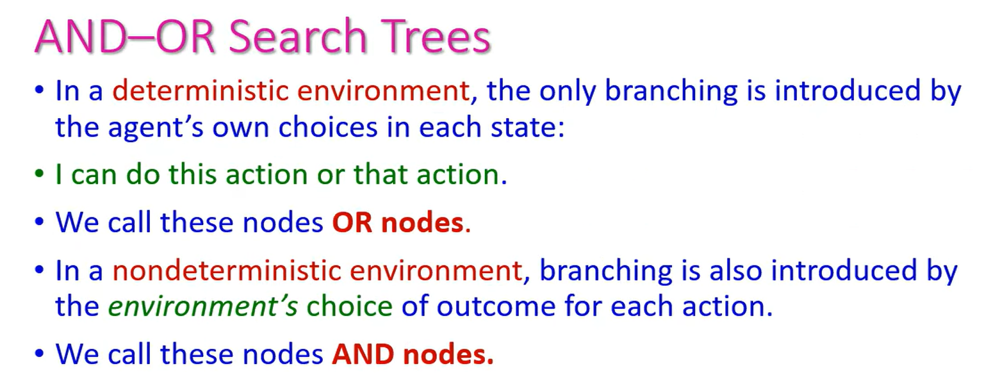 AND–OR Search Trees
• In a deterministic environment, the only branching is introduced by
the agent’s own choices in each state:
• I can do this action or that action.
• We call these nodes OR nodes.
• In a nondeterministic environment, branching is also introduced by
the environment’s choice of outcome for each action.
• We call these nodes AND nodes.